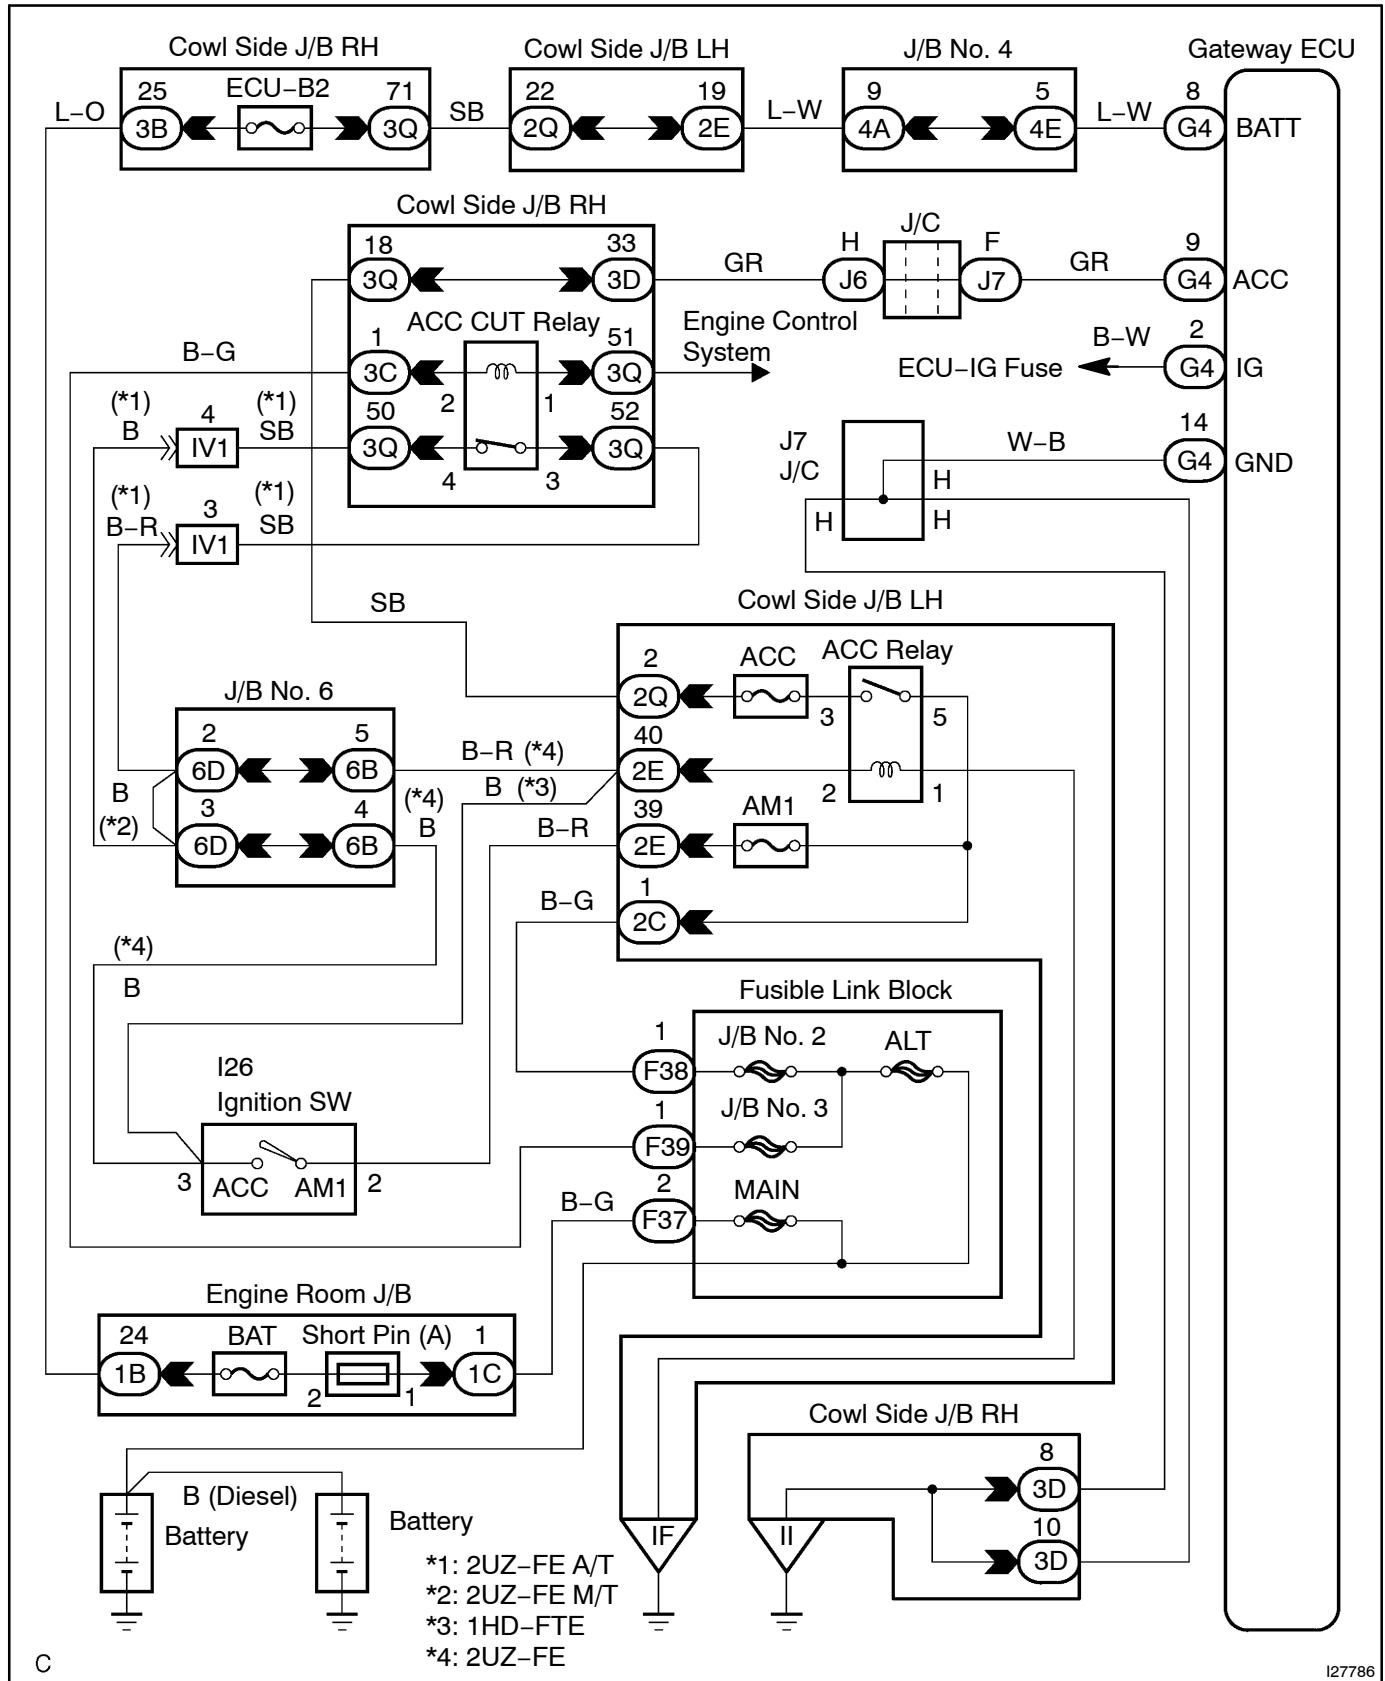 Cowl Side J/B RH
Cowl Side J/B LH
J/B No. 4
Gateway ECU
25
ECU−B2
71
22
19
9
5
8
L−O
3B
3Q
SB
2Q
2E
L−W
4A
4E
L−W
G4
BATT
Cowl Side J/B RH
18
33
H
J/C
F
9
3Q
3D
GR
J6
J7
GR
G4
ACC
ACC CUT Relay
Engine Control
System
B−G
1
51
3C
3Q
2
1
B−W
2
ECU−IG Fuse
G4
IG
(*1)
B
4
IV1
(*1)
SB
50
52
3Q
3Q
4
3
J7
J/C
W−B
14
G4
GND
H
H
H
(*1)
B−R
3
IV1
(*1)
SB
SB
Cowl Side J/B LH
2
ACC
ACC Relay
2Q
3
5
J/B No. 6
2
5
6D
6B
B−R (*4)
40
2E
B (*3)
2
1
B
(*2)
3
4
6D
6B
(*4)
B
B−R
39
AM1
2E
B−G
1
2C
(*4)
B
Fusible Link Block
1
J/B No. 2
ALT
F38
I26
Ignition SW
1
J/B No. 3
F39
3
ACC
AM1
2
B−G
2
MAIN
F37
Engine Room J/B
24
BAT
Short Pin (A)
1
1B
2
1
1C
Cowl Side J/B RH
8
3D
10
3D
B (Diesel)
Battery
Battery
IF
II
*1: 2UZ−FE A/T
*2: 2UZ−FE M/T
*3: 1HD−FTE
*4: 2UZ−FE
C
I27786